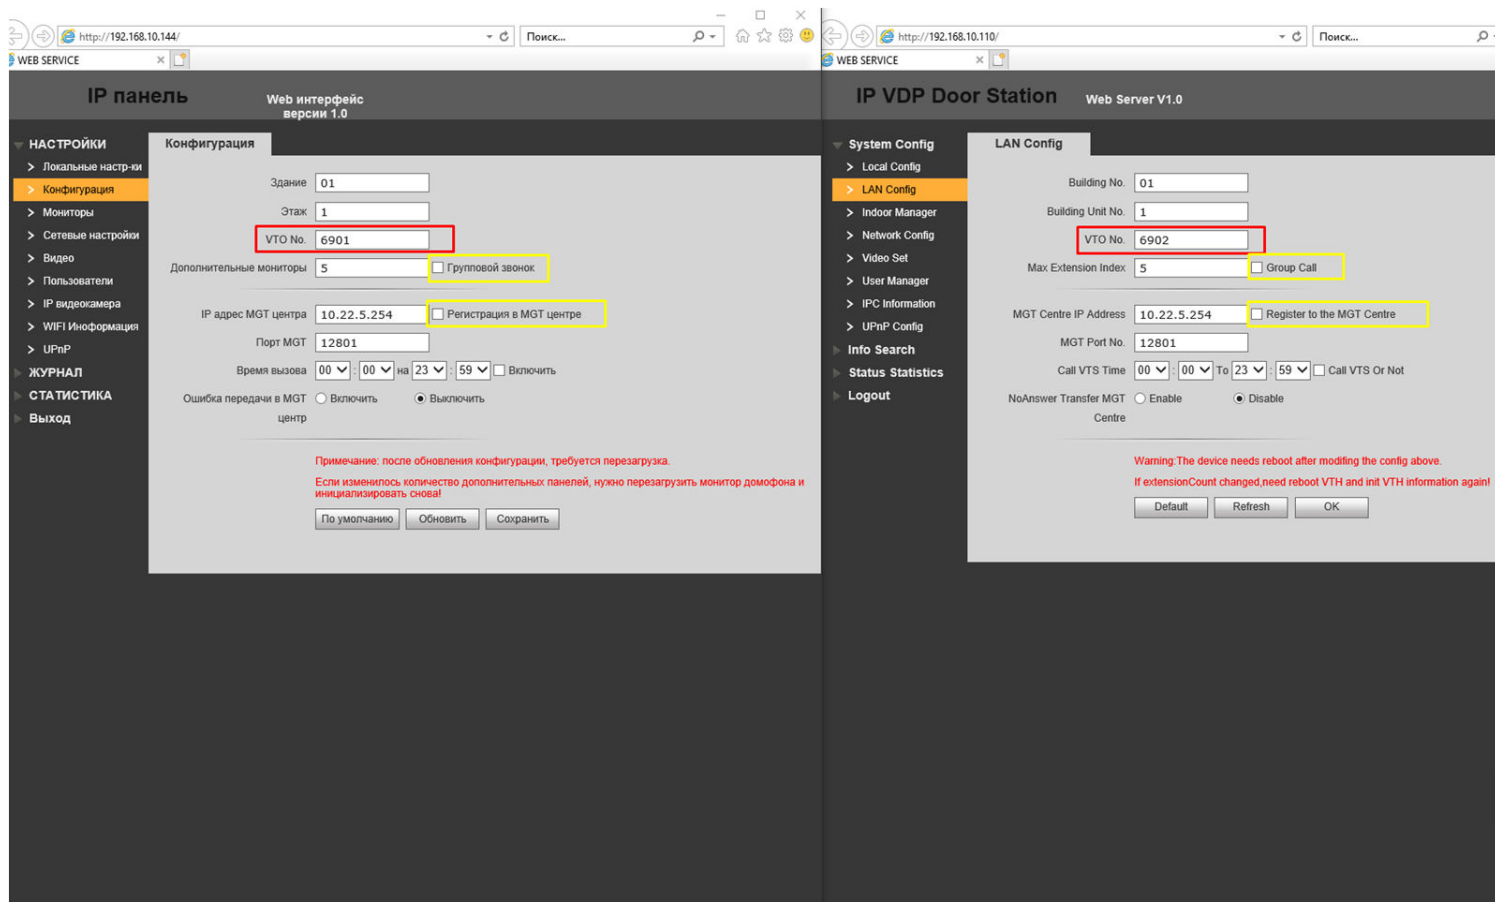 http://192.168.10.144/
Поиск...
WEB SERVICE
IP панель
Web интерфейс
версии 1.0
НАСТРОЙКИ
Локальные настр-ки
Конфигурация
Мониторы
Сетевые настройки
Видео
Пользователи
IP видеокамера
WIFI Иноформация
UPnP
ЖУРНАЛ
СТАТИСТИКА
Выход
Конфигурация
Здание 01
Этаж 1
VTO No. 6901
Дополнительные мониторы 5 Групповой звонок
IP адрес MGT центра 10.22.5.254 Регистрация в MGT центре
Порт MGT 12801
Время вызова 00 : 00 на 23 : 59 Включить
Ошибка передачи в MGT Включить Выключить
центр
Примечание: после обновления конфигурации, требуется перезагрузка.
Если изменилось количество дополнительных панелей, нужно перезагрузить монитор домофона и
инициализировать снова!
По умолчанию Обновить Сохранить
http://192.168.10.110/
Поиск...
WEB SERVICE
IP VDP Door Station
Web Server V1.0
System Config
Local Config
LAN Config
Indoor Manager
Network Config
Video Set
User Manager
IPC Information
UPnP Config
Info Search
Status Statistics
Logout
LAN Config
Building No. 01
Building Unit No. 1
VTO No. 6902
Max Extension Index 5 Group Call
MGT Centre IP Address 10.22.5.254 Register to the MGT Centre
MGT Port No. 12801
Call VTS Time 00 : 00 To 23 : 59 Call VTS Or Not
NoAnswer Transfer MGT Enable Disable
Centre
Warning:The device needs reboot after modifing the config above.
If extensionCount changed,need reboot VTH and init VTH information again!
Default Refresh OK